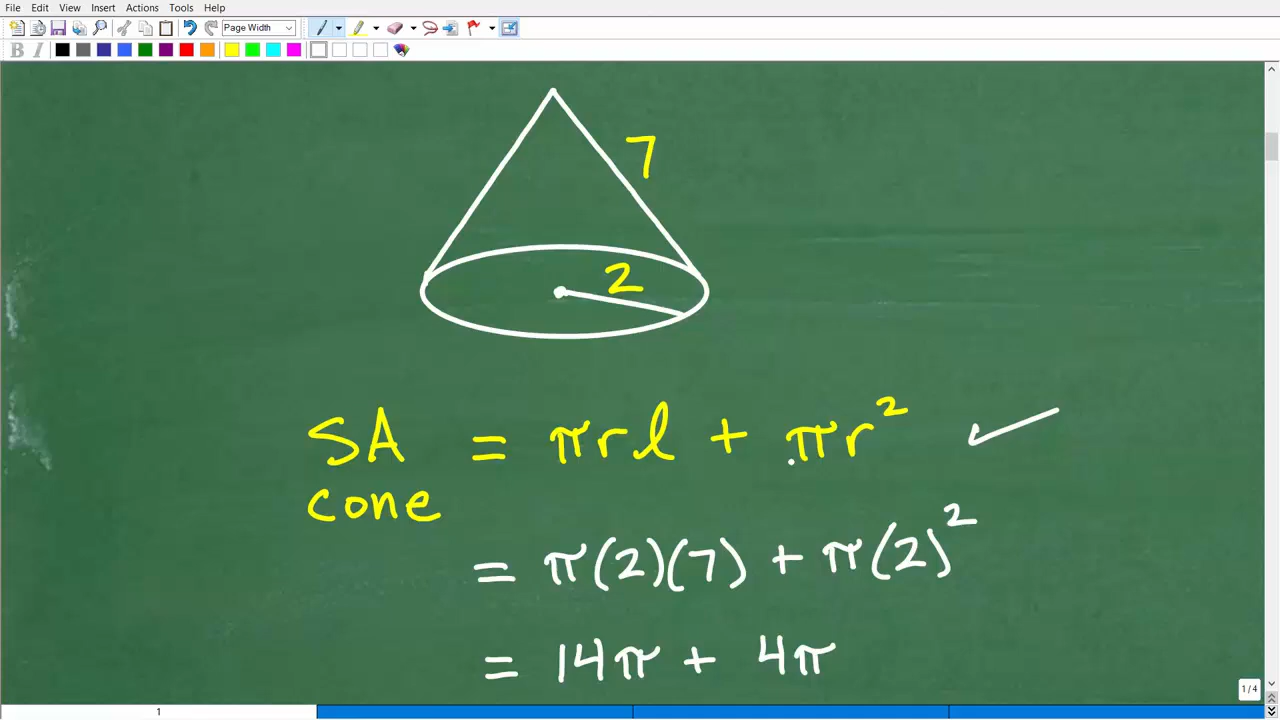 File Edit View Insert Actions Tools Help
Page Width
B I
7
2
SA = πrl + πr²
cone
= π(2)(7) + π(2)²
= 14π + 4π
1/4
1